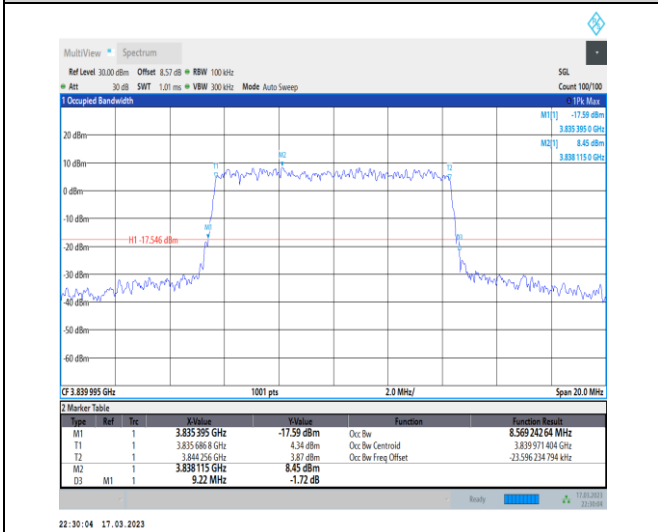 MultiView Spectrum
Ref Level 30.00 dBm Offset 8.57 dB RBW 100 kHz SGL
Att 30 dB SWT 1.01 ms VBW 300 kHz Mode Auto Sweep Count 100/100
1 Occupied Bandwidth 1Pk Max
M1[1] -17.59 dBm
3.835 395 0 GHz
M2[1] 8.45 dBm
3.838 115 0 GHz
20 dBm
10 dBm
0 dBm
-10 dBm
-20 dBm
-30 dBm
-40 dBm
-50 dBm
-60 dBm
T1
M2
T2
H1 -17.546 dBm
CF 3.839 995 GHz 1001 pts 2.0 MHz/ Span 20.0 MHz
2 Marker Table
Type Ref Trc X-Value Y-Value Function Function Result
M1 1 3.835 395 GHz -17.59 dBm Occ Bw 8.569 242 64 MHz
T1 1 3.835 686 8 GHz 4.34 dBm Occ Bw Centroid 3.839 971 404 GHz
T2 1 3.844 256 GHz 3.87 dBm Occ Bw Freq Offset -23.596 234 794 kHz
M2 1 3.838 115 GHz 8.45 dBm
D3 M1 1 9.22 MHz -1.72 dB
Ready 17.03.2023
22:30:04
22:30:04 17.03.2023